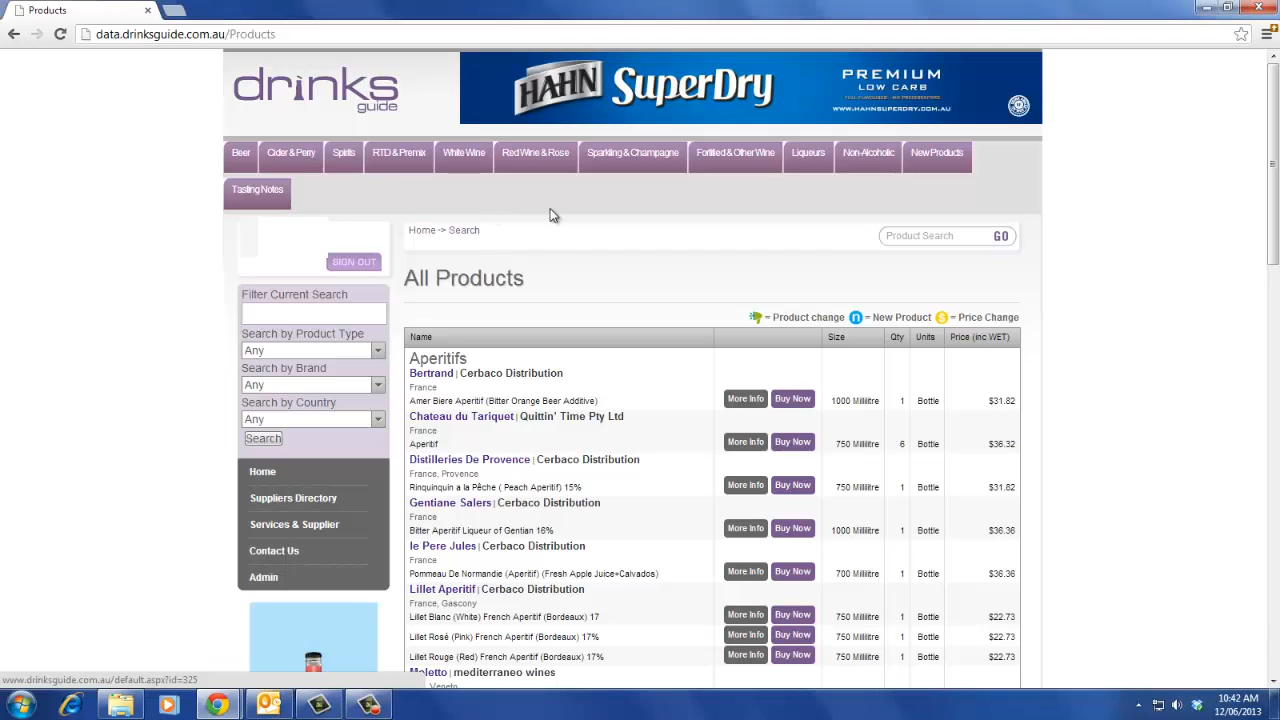 Products
data.drinksguide.com.au/Products
drinks
guide
HAHN SuperDry
PREMIUM
LOW CARB
WWW.HAHNSUPERDRY.COM.AU
Beer Cider & Perry Spirits RTD & Premix White Wine Red Wine & Rose Sparkling & Champagne Fortified & Other Wine Liqueurs Non-Alcoholic New Products
Tasting Notes
Home -> Search
Product Search GO
SIGN OUT
All Products
Filter Current Search
= Product change n = New Product $ = Price Change
Search by Product Type
Any
Search by Brand
Any
Search by Country
Any
Search
Home
Suppliers Directory
Services & Supplier
Contact Us
Admin
Name Size Qty Units Price (inc WET)
Aperitifs
Bertrand | Cerbaco Distribution
France
Amer Biere Aperitif (Bitter Orange Beer Additive) More Info Buy Now 1000 Millilitre 1 Bottle $31.82
Chateau du Tariquet | Quittin' Time Pty Ltd
France
Aperitif More Info Buy Now 750 Millilitre 6 Bottle $36.32
Distilleries De Provence | Cerbaco Distribution
France, Provence
Rinquinquin a la Pêche ( Peach Aperitif) 15% More Info Buy Now 750 Millilitre 1 Bottle $31.82
Gentiane Salers | Cerbaco Distribution
France
Bitter Aperitif Liqueur of Gentian 16% More Info Buy Now 1000 Millilitre 1 Bottle $36.36
le Pere Jules | Cerbaco Distribution
France
Pommeau De Normandie (Aperitif) (Fresh Apple Juice+Calvados) More Info Buy Now 700 Millilitre 1 Bottle $36.36
Lillet Aperitif | Cerbaco Distribution
France, Gascony
Lillet Blanc (White) French Aperitif (Bordeaux) 17 More Info Buy Now 750 Millilitre 1 Bottle $22.73
Lillet Rosé (Pink) French Aperitif (Bordeaux) 17% More Info Buy Now 750 Millilitre 1 Bottle $22.73
Lillet Rouge (Red) French Aperitif (Bordeaux) 17% More Info Buy Now 750 Millilitre 1 Bottle $22.73
Moletto | mediterraneo wines
Veneto
www.drinksguide.com.au/default.aspx?id=325
10:42 AM
12/06/2013